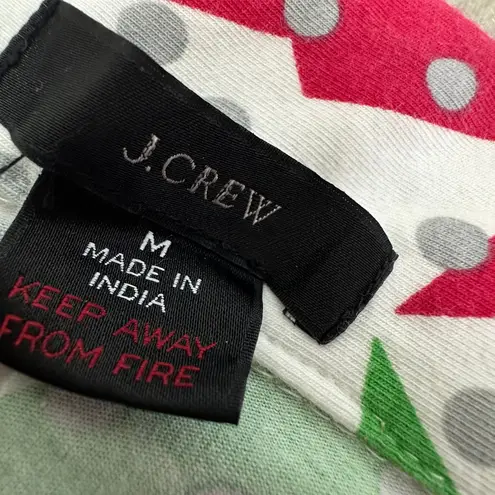 J.CREW
M
MADE IN
INDIA
KEEP AWAY
FROM FIRE